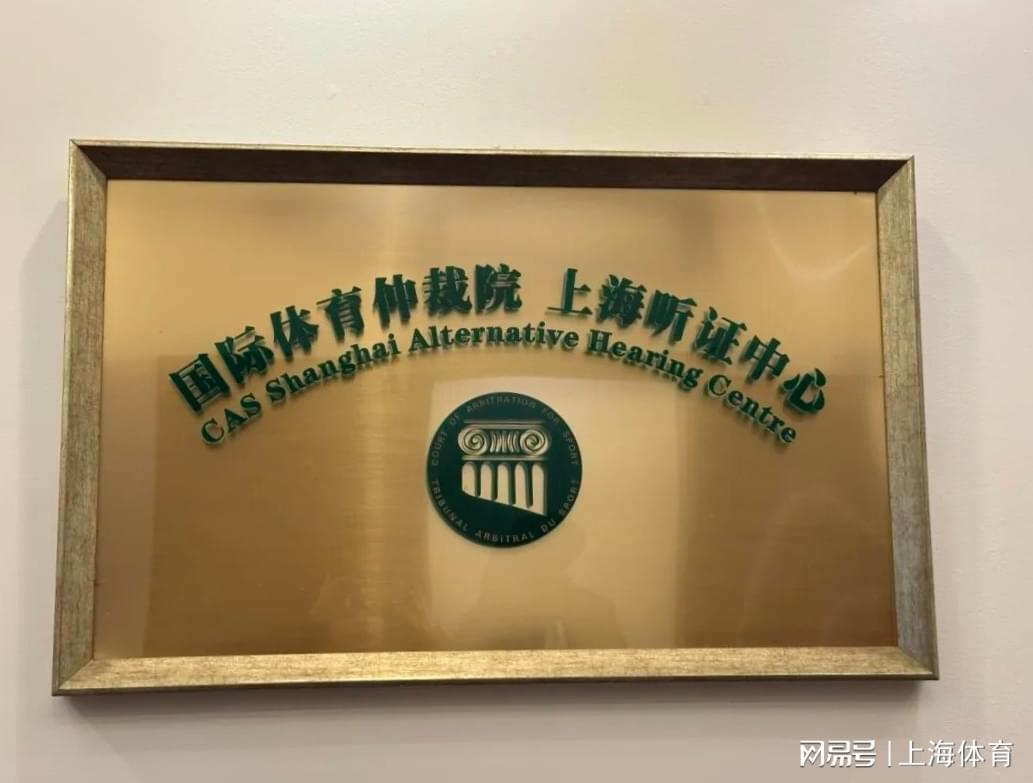 国际体育仲裁院 上海听证中心
CAS Shanghai Alternative Hearing Centre
COURT OF ARBITRATION FOR SPORT
TRIBUNAL ARBITRAL DU SPORT
网易号 | 上海体育